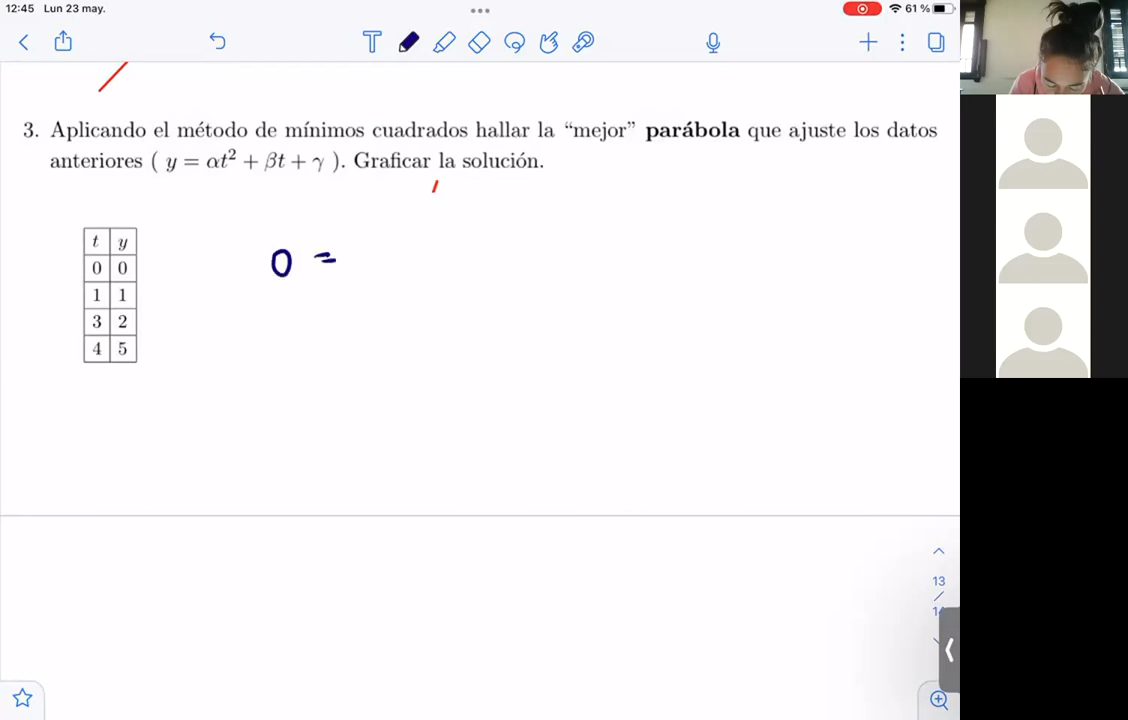 12:45 Lun 23 may.
61 %
3. Aplicando el método de mínimos cuadrados hallar la “mejor” parábola que ajuste los datos
anteriores ( y = αt² + βt + γ ). Graficar la solución.
t y
0 0
1 1
3 2
4 5
0 =
13
/